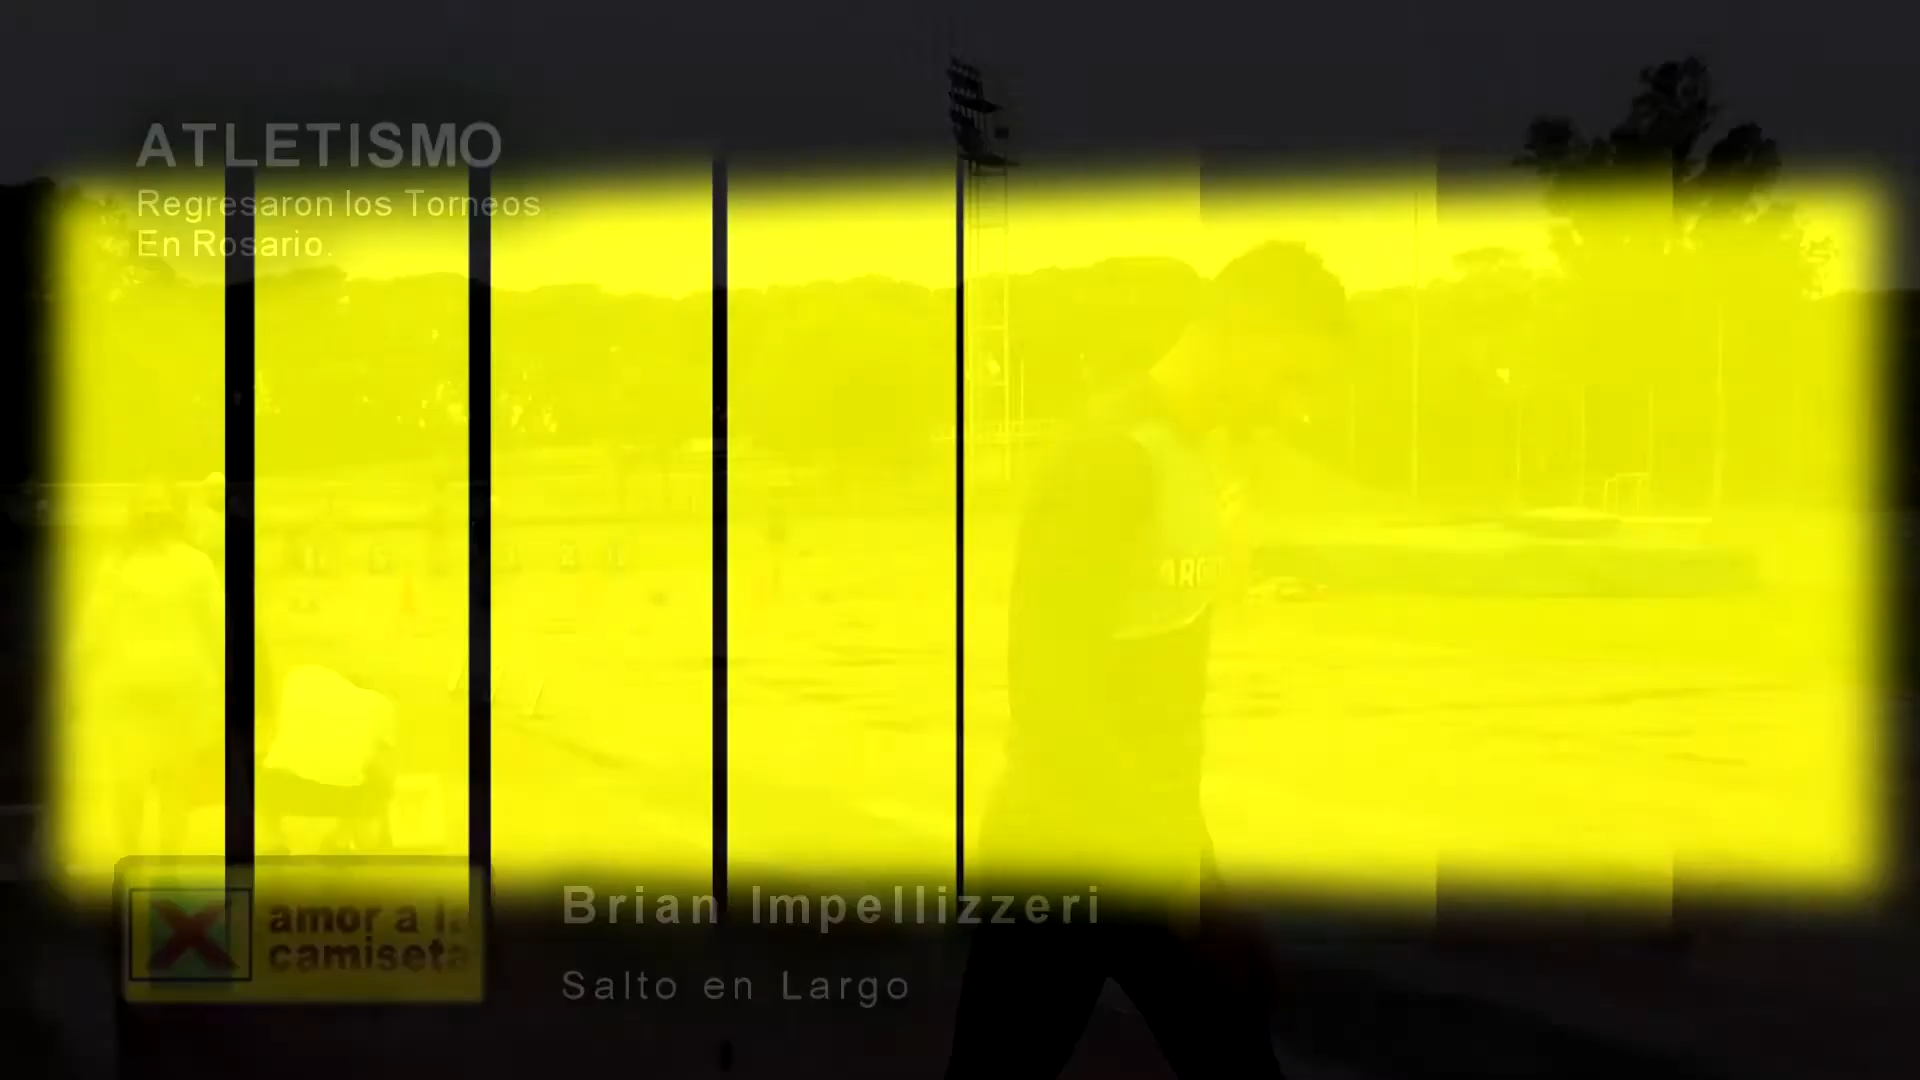 ATLETISMO
Regresaron los Torneos
En Rosario.
amor a la
camiseta
Brian Impellizzeri
Salto en Largo